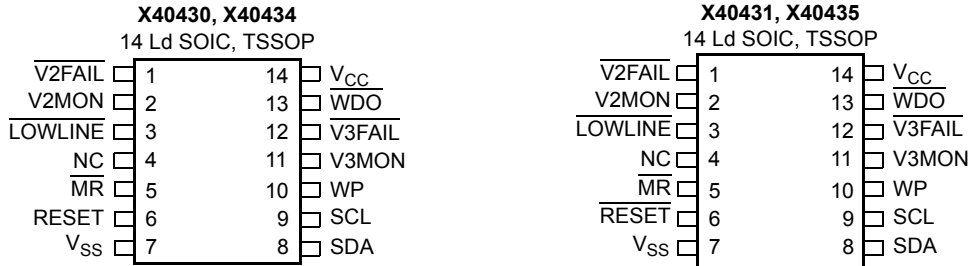 X40430, X40434
14 Ld SOIC, TSSOP
V2FAIL 1 14 VCC
V2MON 2 13 WDO
LOWLINE 3 12 V3FAIL
NC 4 11 V3MON
MR 5 10 WP
RESET 6 9 SCL
VSS 7 8 SDA
X40431, X40435
14 Ld SOIC, TSSOP
V2FAIL 1 14 VCC
V2MON 2 13 WDO
LOWLINE 3 12 V3FAIL
NC 4 11 V3MON
MR 5 10 WP
RESET 6 9 SCL
VSS 7 8 SDA